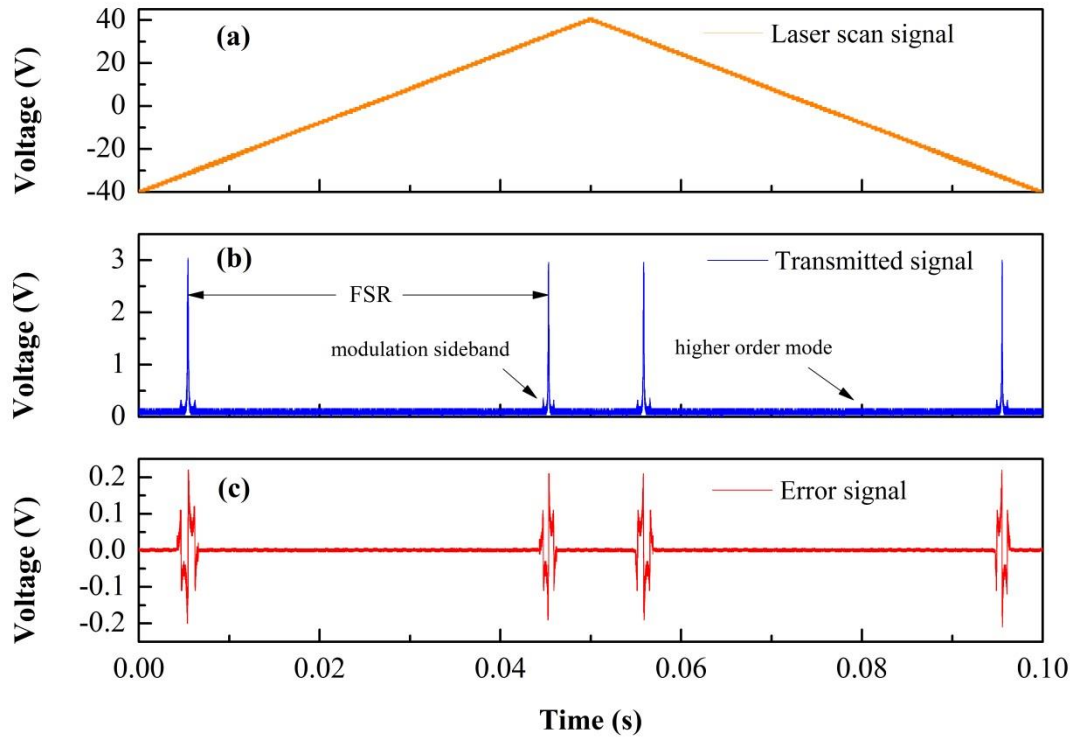 (a)
Laser scan signal
Voltage (V)
40
20
0
-20
-40
(b)
Transmitted signal
Voltage (V)
3
2
1
0
FSR
modulation sideband
higher order mode
(c)
Error signal
Voltage (V)
0.2
0.1
0.0
-0.1
-0.2
0.00
0.02
0.04
0.06
0.08
0.10
Time (s)